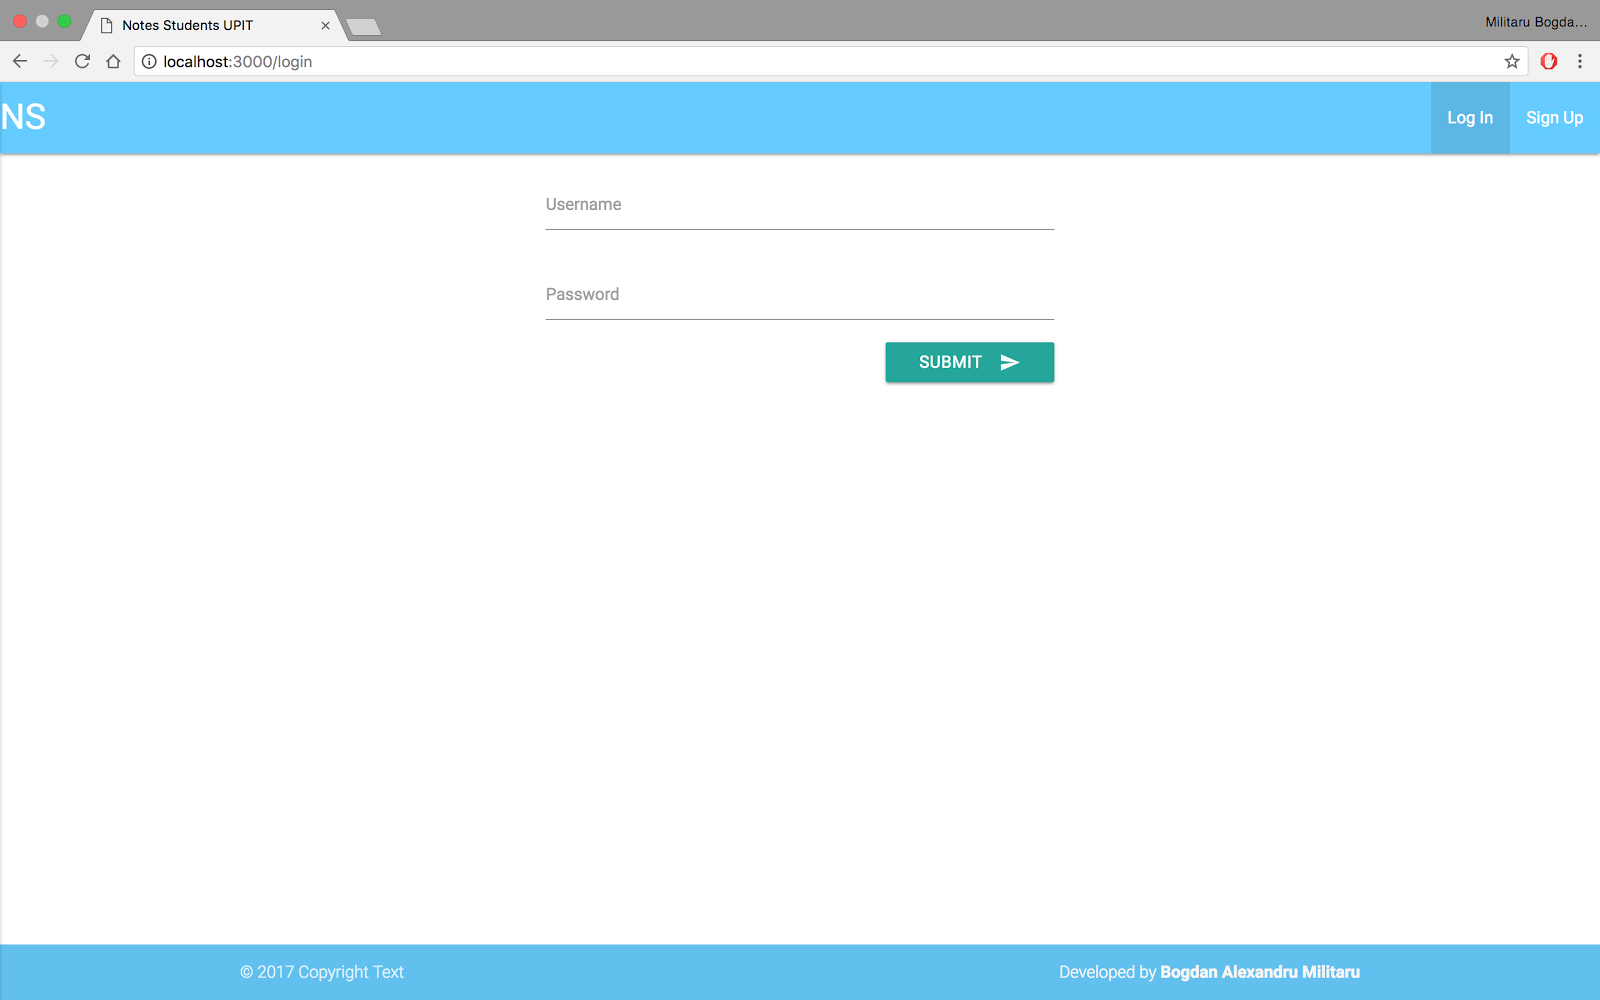 Notes Students UPIT
Militaru Bogda...
localhost:3000/login
NS
Log In
Sign Up
Username
Password
SUBMIT
© 2017 Copyright Text
Developed by Bogdan Alexandru Militaru